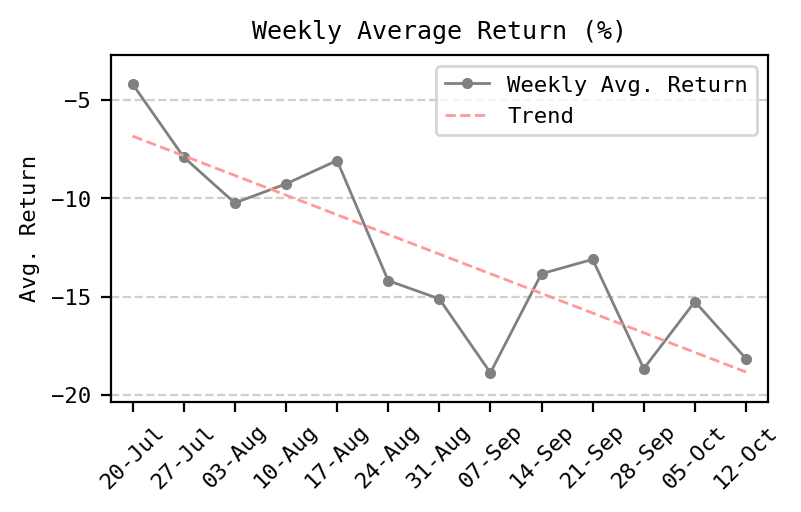 Weekly Average Return (%)
Weekly Avg. Return
Trend
Avg. Return
−5
−10
−15
−20
20-Jul
27-Jul
03-Aug
10-Aug
17-Aug
24-Aug
31-Aug
07-Sep
14-Sep
21-Sep
28-Sep
05-Oct
12-Oct